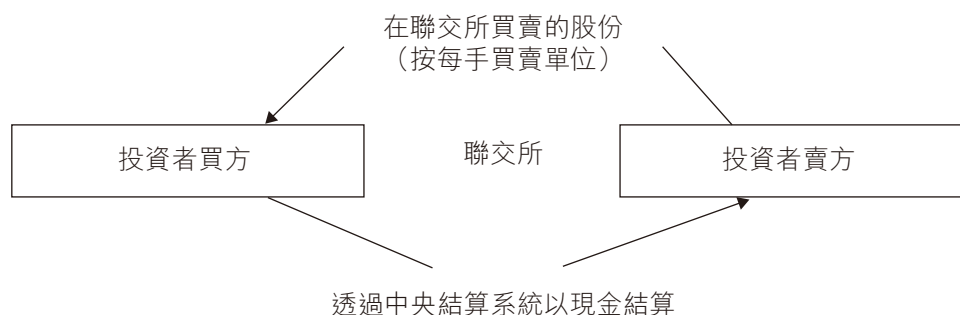 在聯交所買賣的股份
（按每手買賣單位）
投資者買方
聯交所
投資者賣方
透過中央結算系統以現金結算